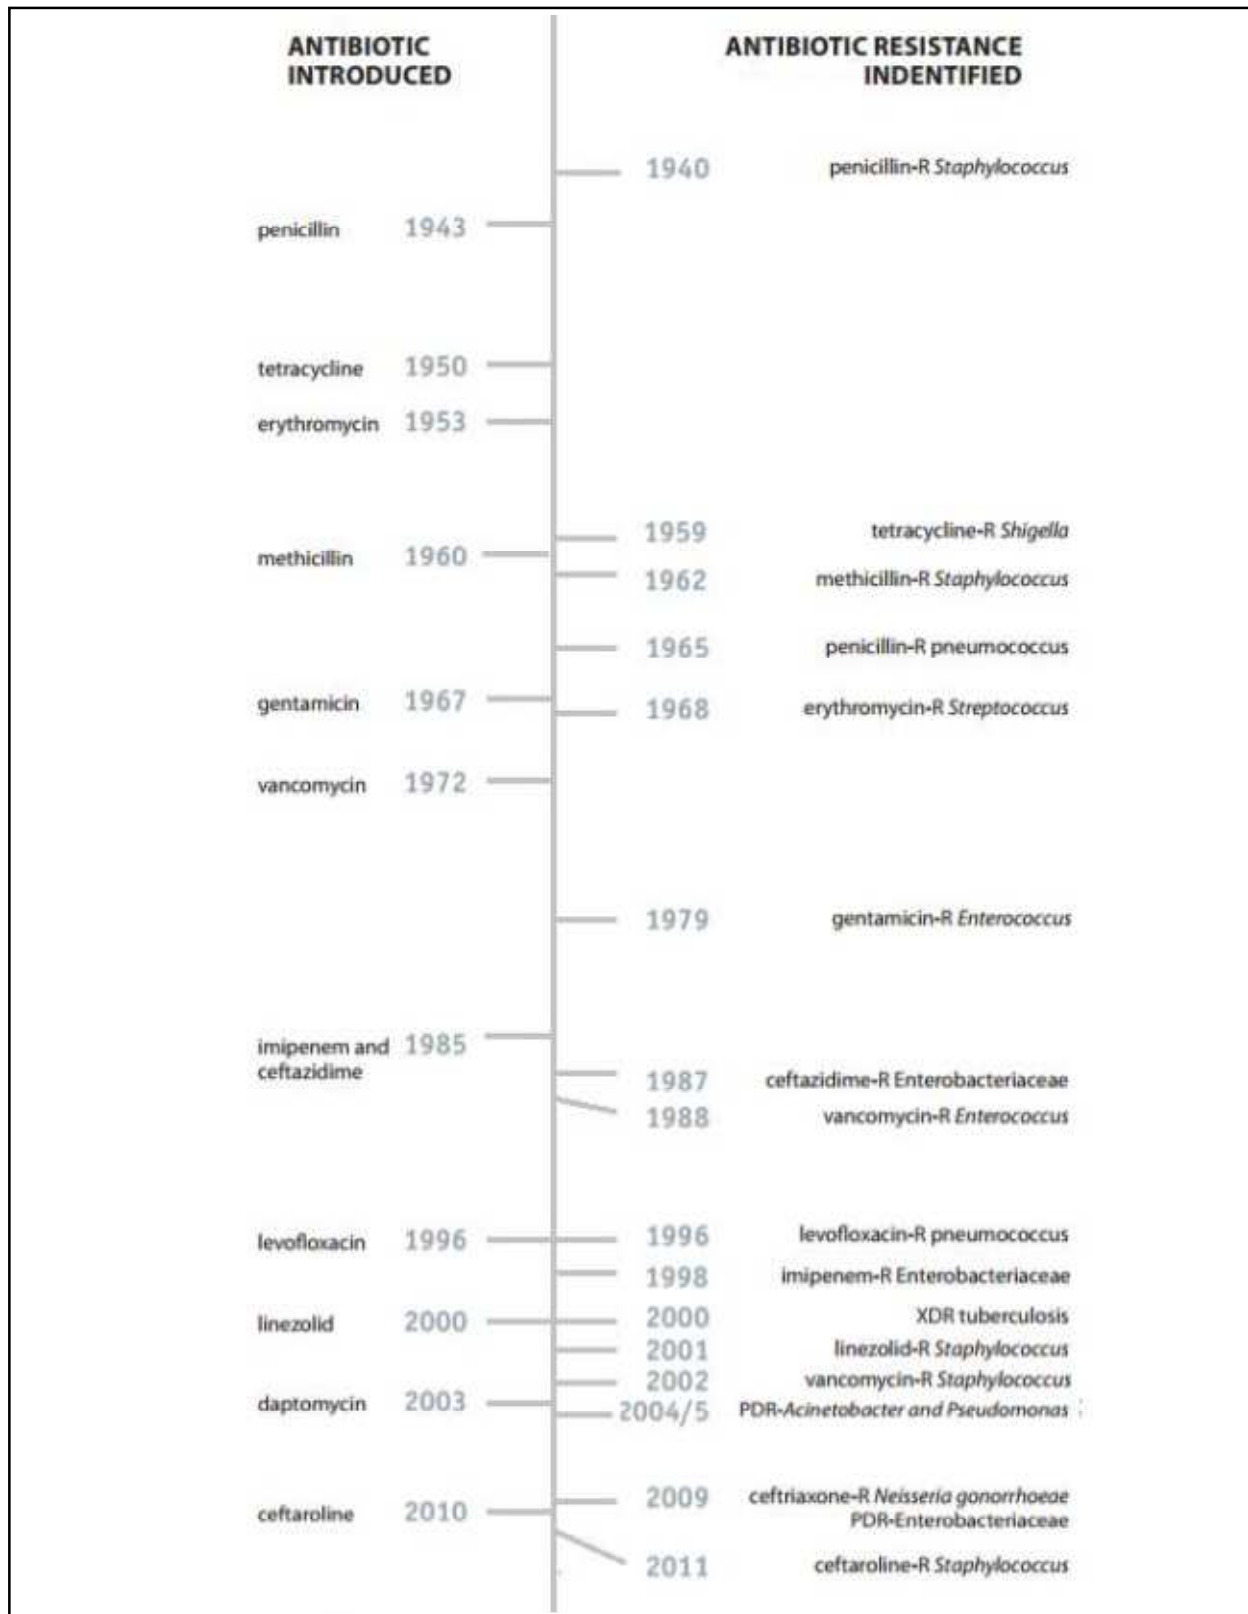 ANTIBIOTIC
INTRODUCED
ANTIBIOTIC RESISTANCE
INDENTIFIED
1940 penicillin-R Staphylococcus
penicillin 1943
tetracycline 1950
erythromycin 1953
1959 tetracycline-R Shigella
methicillin 1960
1962 methicillin-R Staphylococcus
1965 penicillin-R pneumococcus
gentamicin 1967
1968 erythromycin-R Streptococcus
vancomycin 1972
1979 gentamicin-R Enterococcus
imipenem and 1985
ceftazidime
1987 ceftazidime-R Enterobacteriaceae
1988 vancomycin-R Enterococcus
levofloxacin 1996 1996 levofloxacin-R pneumococcus
1998 imipenem-R Enterobacteriaceae
linezolid 2000 2000 XDR tuberculosis
2001 linezolid-R Staphylococcus
2002 vancomycin-R Staphylococcus
daptomycin 2003
2004/5 PDR-Acinetobacter and Pseudomonas
2009 ceftriaxone-R Neisseria gonorrhoeae
PDR-Enterobacteriaceae
ceftaroline 2010
2011 ceftaroline-R Staphylococcus